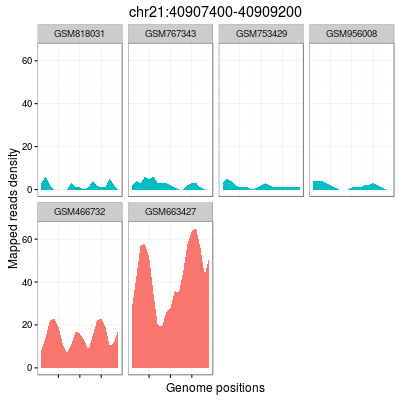 chr21:40907400-40909200
GSM818031 GSM767343 GSM753429 GSM956008
60
40
20
0
Mapped reads density
GSM466732 GSM663427
60
40
20
0
Genome positions